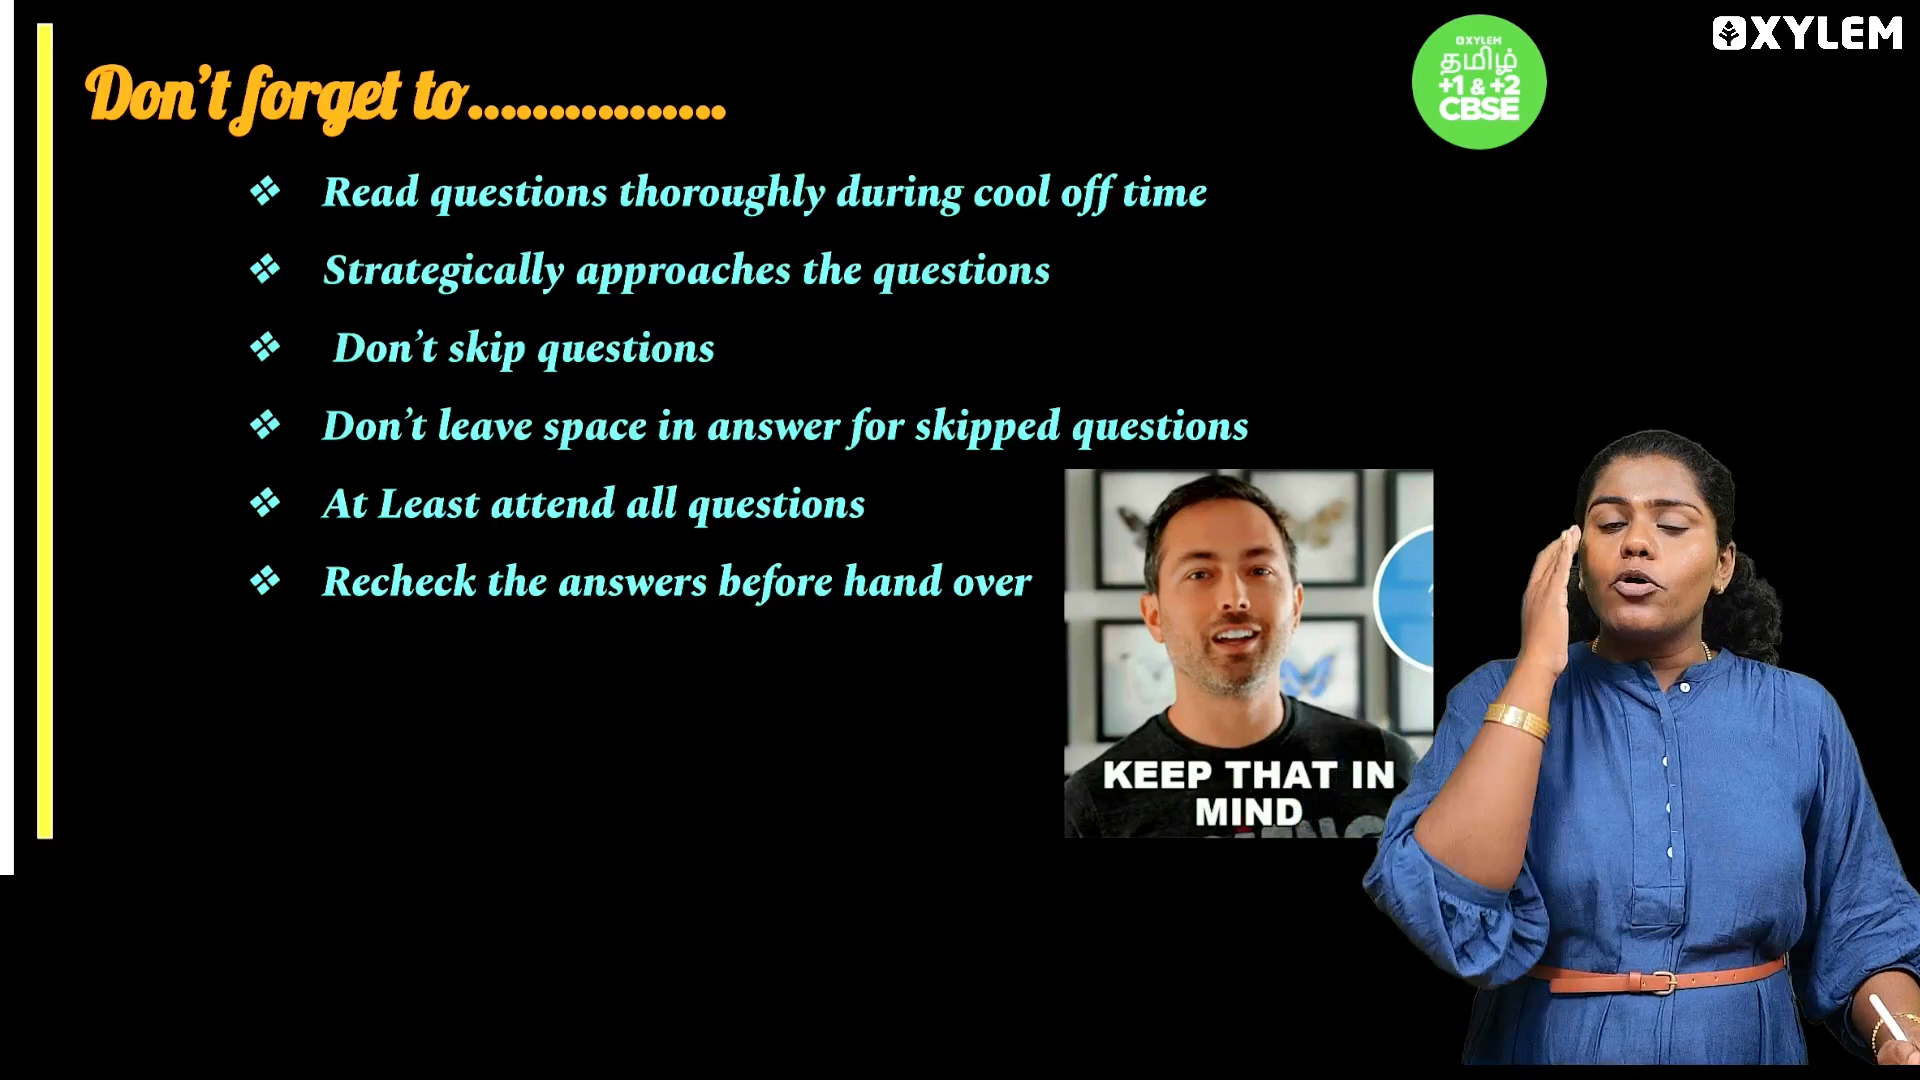 XYLEM
XYLEM
தமிழ்
+1 & +2
CBSE
Don't forget to................
Read questions thoroughly during cool off time
Strategically approaches the questions
Don't skip questions
Don't leave space in answer for skipped questions
At Least attend all questions
Recheck the answers before hand over
KEEP THAT IN
MIND